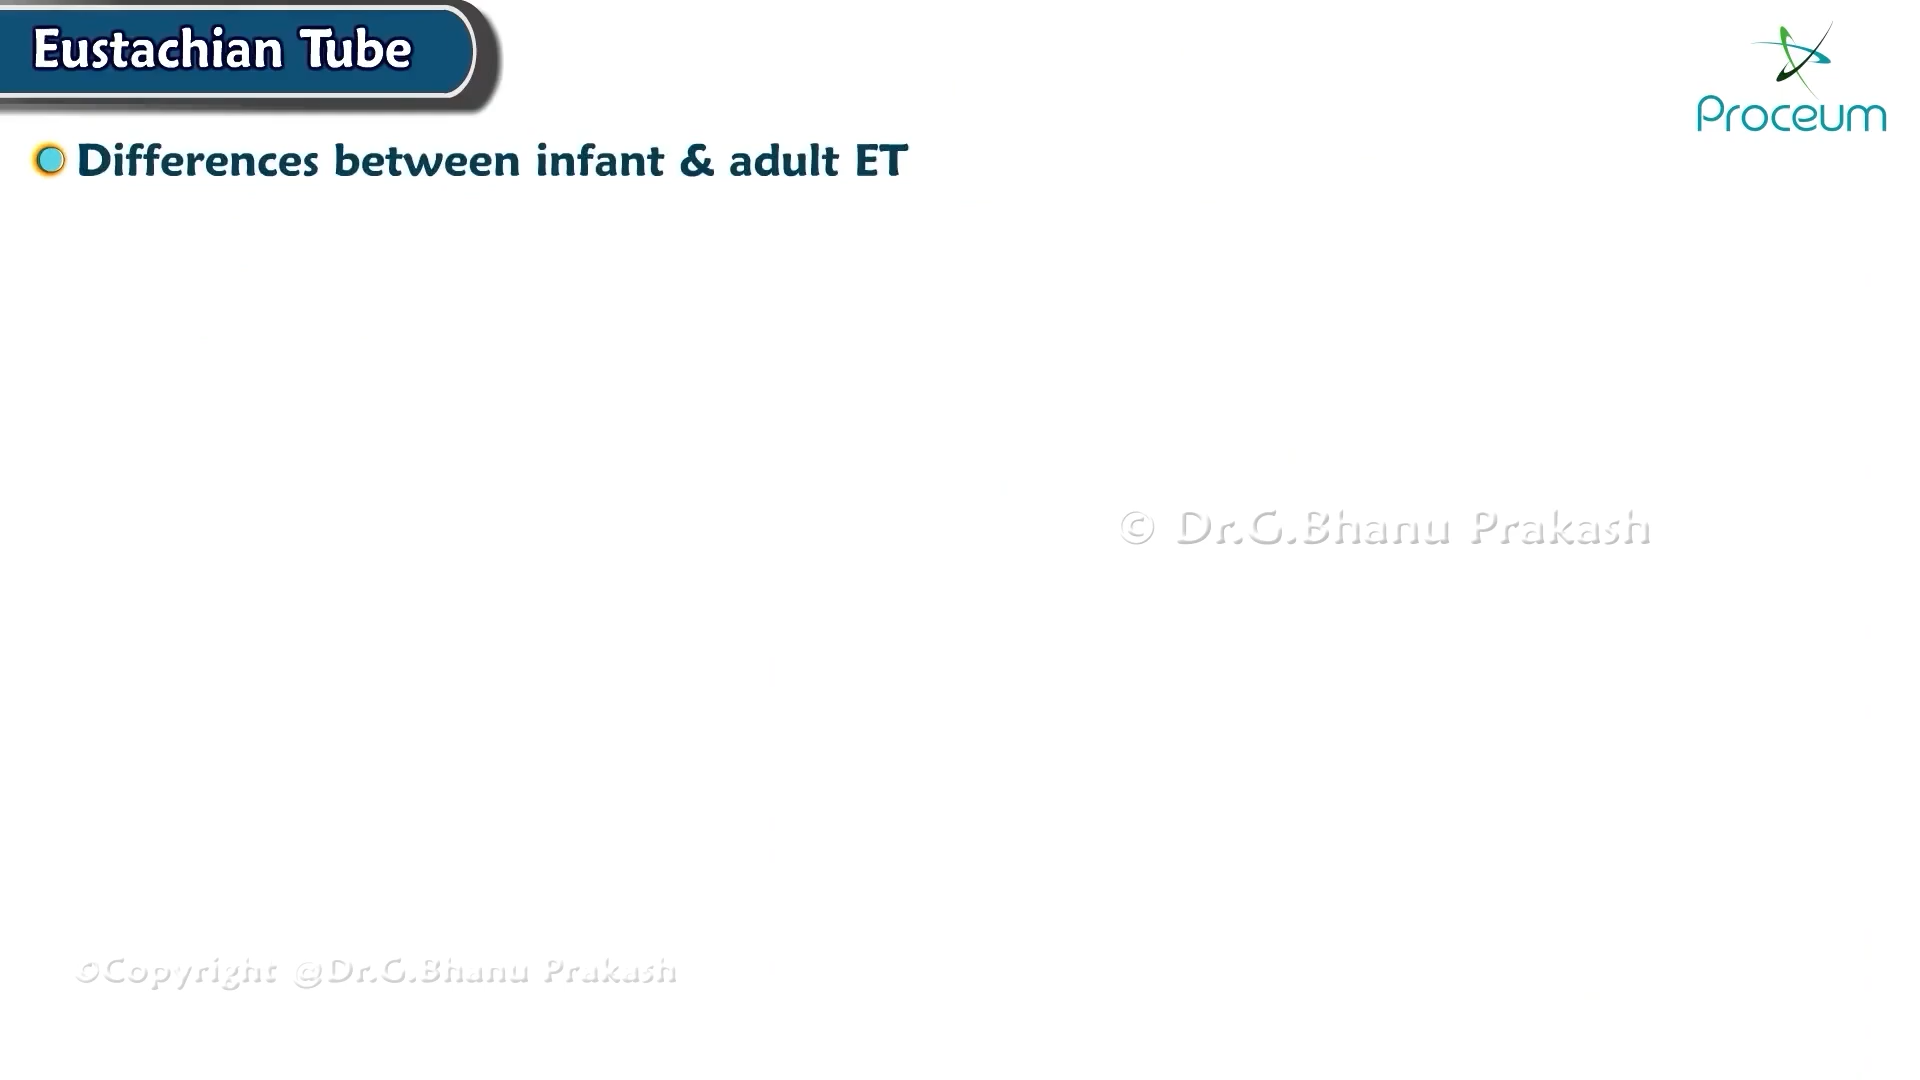 Eustachian Tube
Proceum
Differences between infant & adult ET
© Dr.G.Bhanu Prakash
©Copyright @Dr.G.Bhanu Prakash